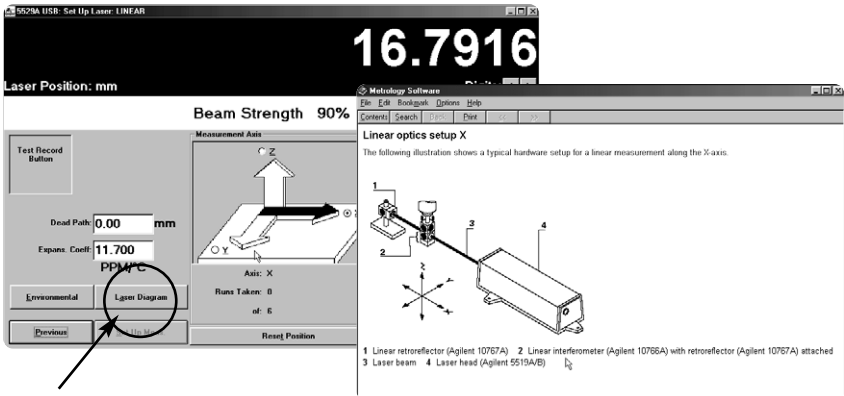 5529A USB: Set Up Laser: LINEAR
16.7916
Laser Position: mm
Beam Strength 90%
Test Record
Button
Measurement Axis
Z
Y
Dead Path: 0.00 mm
Expans. Coeff: 11.700
PPM/°C
Axis: X
Runs Taken: 0
of: 6
Environmental
Laser Diagram
Previous
Reset Position
Metrology Software
File Edit Bookmark Options Help
Contents Search Back Print << >>
Linear optics setup X
The following illustration shows a typical hardware setup for a linear measurement along the X-axis.
1
2
3
4
Z
Y
X
1 Linear retroreflector (Agilent 10767A) 2 Linear interferometer (Agilent 10766A) with retroreflector (Agilent 10767A) attached
3 Laser beam 4 Laser head (Agilent 5519A/B)